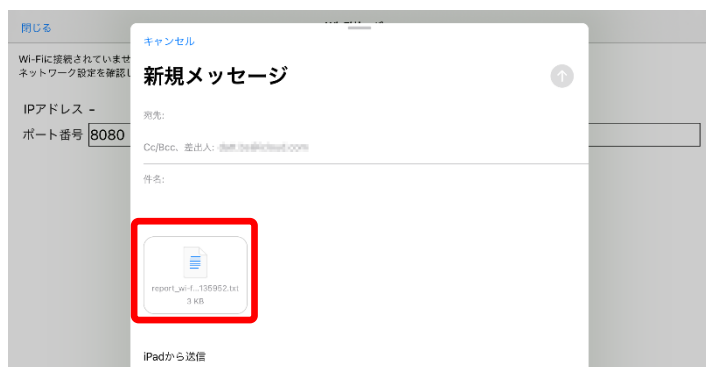 閉じる
キャンセル
Wi-Fiに接続されていませ
ネットワーク設定を確認し
新規メッセージ
IPアドレス -
宛先:
ポート番号 8080
Cc/Bcc、差出人:
件名:
report_wi-f...135952.txt
3 KB
iPadから送信